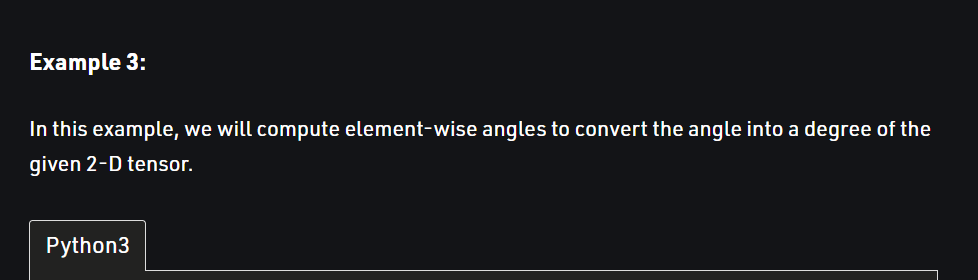 Example 3:
In this example, we will compute element-wise angles to convert the angle into a degree of the
given 2-D tensor.
Python3